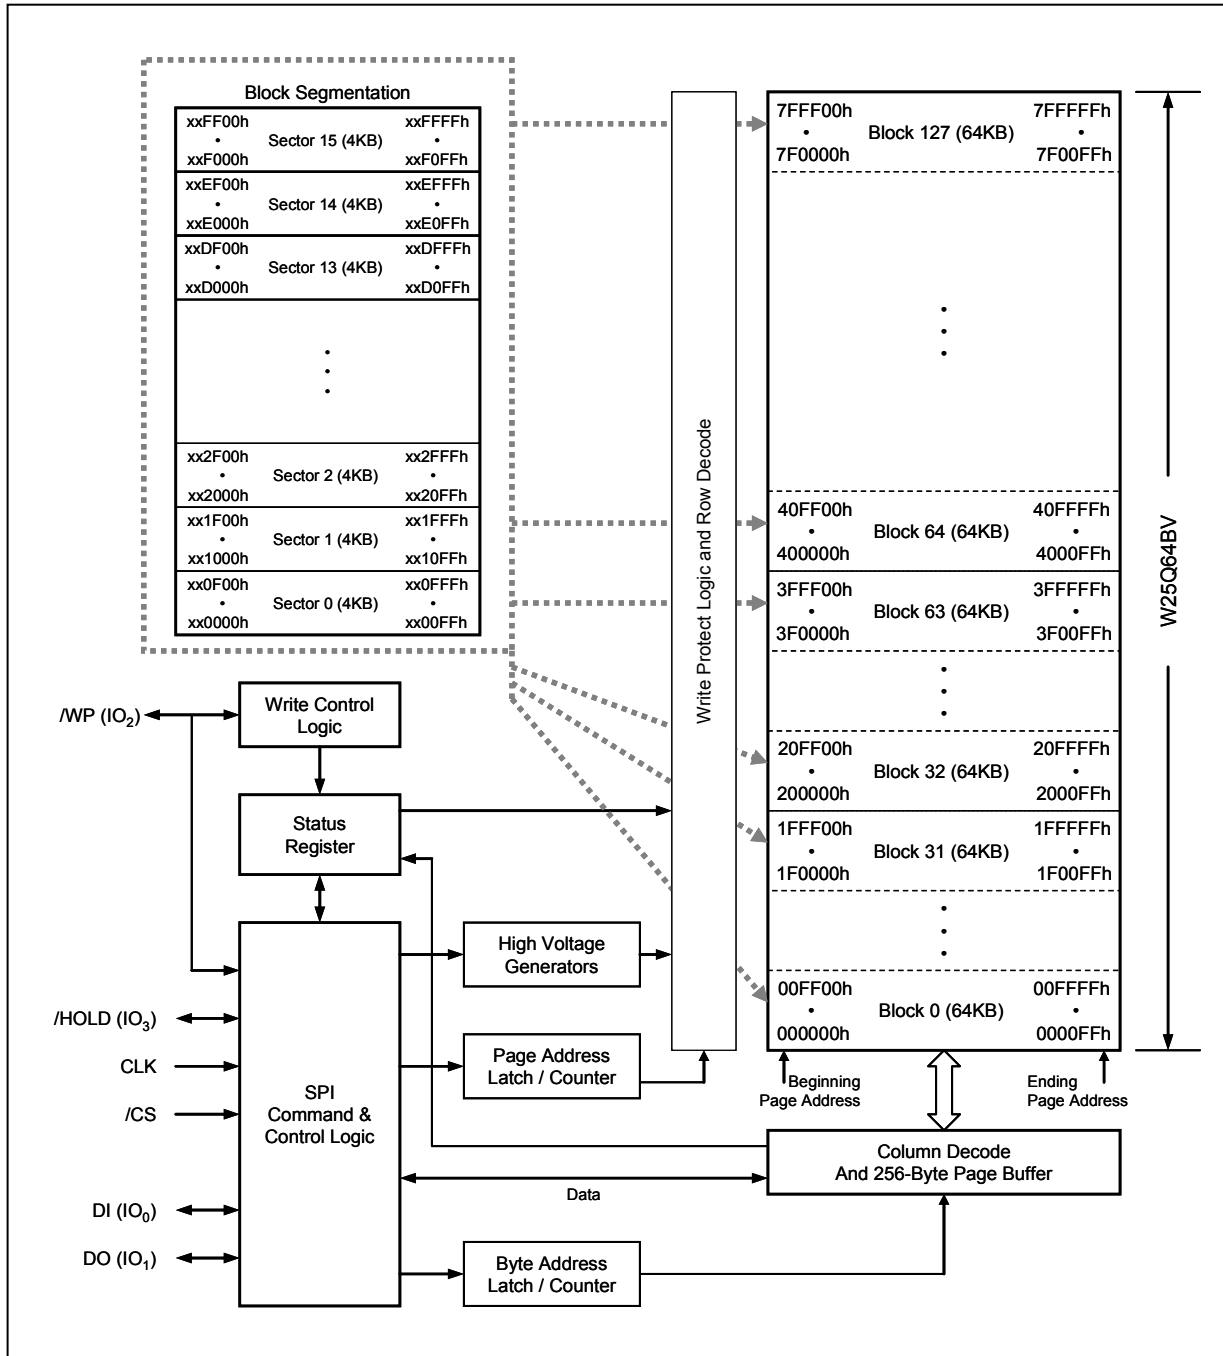 Block Segmentation
xxFF00h xxFFFFh
• Sector 15 (4KB) •
xxF000h xxF0FFh
xxEF00h xxEFFFh
• Sector 14 (4KB) •
xxE000h xxE0FFh
xxDF00h xxDFFFh
• Sector 13 (4KB) •
xxD000h xxD0FFh
xx2F00h xx2FFFh
• Sector 2 (4KB) •
xx2000h xx20FFh
xx1F00h xx1FFFh
• Sector 1 (4KB) •
xx1000h xx10FFh
xx0F00h xx0FFFh
• Sector 0 (4KB) •
xx0000h xx00FFh
Write Protect Logic and Row Decode
7FFF00h 7FFFFFh
• Block 127 (64KB) •
7F0000h 7F00FFh
40FF00h 40FFFFh
• Block 64 (64KB) •
400000h 4000FFh
3FFF00h 3FFFFFh
• Block 63 (64KB) •
3F0000h 3F00FFh
20FF00h 20FFFFh
• Block 32 (64KB) •
200000h 2000FFh
1FFF00h 1FFFFFh
• Block 31 (64KB) •
1F0000h 1F00FFh
00FF00h 00FFFFh
• Block 0 (64KB) •
000000h 0000FFh
W25Q64BV
Beginning
Page Address
Ending
Page Address
/WP (IO2)
Write Control
Logic
Status
Register
/HOLD (IO3)
CLK
/CS
DI (IO0)
DO (IO1)
SPI
Command &
Control Logic
High Voltage
Generators
Page Address
Latch / Counter
Column Decode
And 256-Byte Page Buffer
Data
Byte Address
Latch / Counter